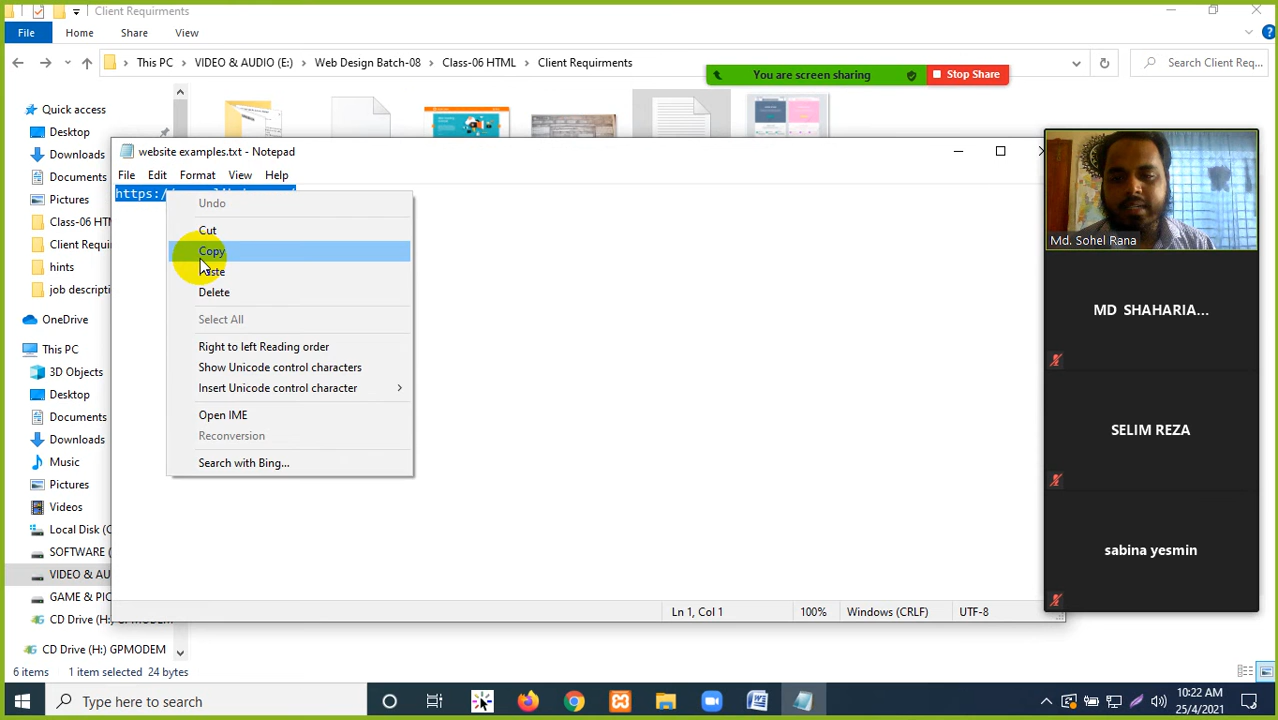 Client Requirments
File Home Share View
This PC VIDEO & AUDIO (E:) Web Design Batch-08 Class-06 HTML Client Requirments
Search Client Req...
You are screen sharing
Stop Share
Quick access
Desktop
Downloads
Documents
Pictures
Class-06 HT
Client Requi
hints
job descripti
OneDrive
This PC
3D Objects
Desktop
Documents
Downloads
Music
Pictures
Videos
Local Disk (C
SOFTWARE (
VIDEO & AU
GAME & PIC
CD Drive (H:) GPMODEM
CD Drive (H:) GPMODEM
6 items 1 item selected 24 bytes
website examples.txt - Notepad
File Edit Format View Help
https:/
Undo
Cut
Copy
Paste
Delete
Select All
Right to left Reading order
Show Unicode control characters
Insert Unicode control character
Open IME
Reconversion
Search with Bing...
Ln 1, Col 1 100% Windows (CRLF) UTF-8
Md. Sohel Rana
MD SHAHARIA...
SELIM REZA
sabina yesmin
Type here to search
10:22 AM
25/4/2021